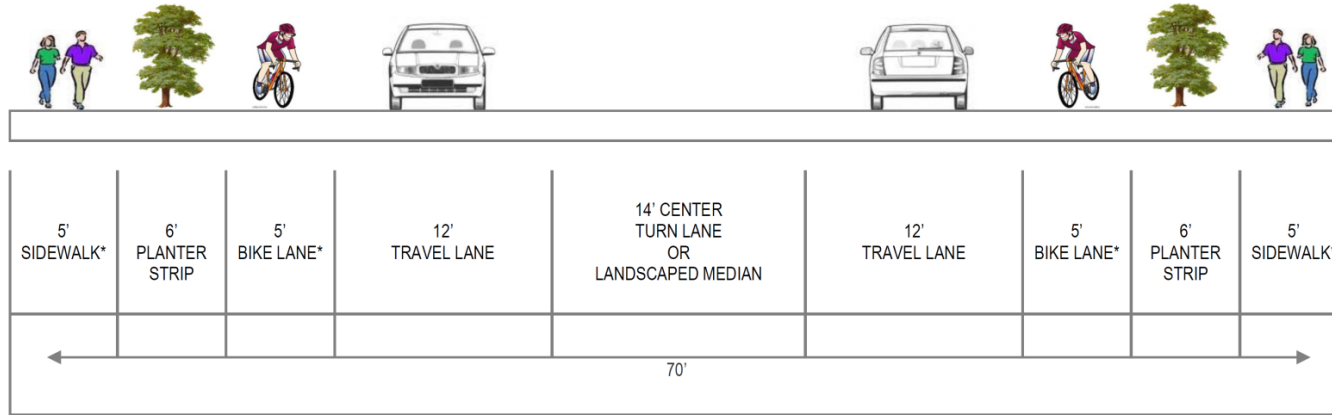 5’
SIDEWALK*
6’
PLANTER
STRIP
5’
BIKE LANE*
12’
TRAVEL LANE
14’ CENTER
TURN LANE
OR
LANDSCAPED MEDIAN
12’
TRAVEL LANE
5’
BIKE LANE*
6’
PLANTER
STRIP
5’
SIDEWALK*
70’